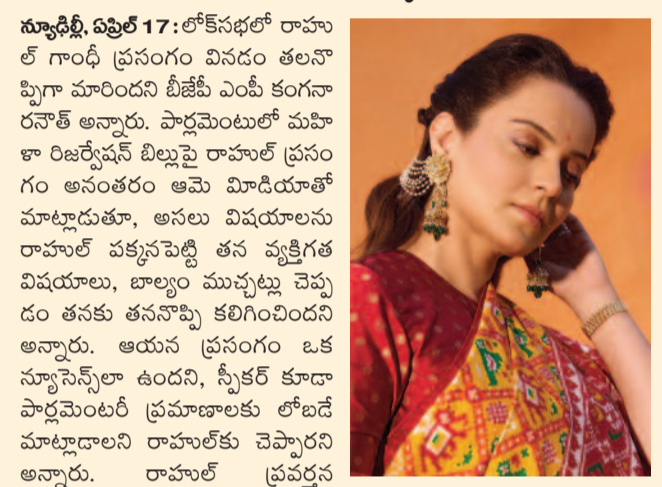 న్యూఢిల్లీ, ఏప్రిల్ 17 : లోక్‌సభలో రాహు
ల్ గాంధీ ప్రసంగం వినడం తలనొ
ప్పిగా మారిందని బీజేపీ ఎంపీ కంగనా
రనౌత్ అన్నారు. పార్లమెంటులో మహి
ళా రిజర్వేషన్ బిల్లుపై రాహుల్ ప్రసం
గం అనంతరం ఆమె మీడియాతో
మాట్లాడుతూ, అసలు విషయాలను
రాహుల్ పక్కనపెట్టి తన వ్యక్తిగత
విషయాలు, బాల్యం ముచ్చట్లు చెప్ప
డం తనకు తననొప్పి కలిగించిందని
అన్నారు. ఆయన ప్రసంగం ఒక
న్యూసెన్స్‌లా ఉందని, స్పీకర్ కూడా
పార్లమెంటరీ ప్రమాణాలకు లోబడే
మాట్లాడాలని రాహుల్‌కు చెప్పారని
అన్నారు. రాహుల్ ప్రవర్తన